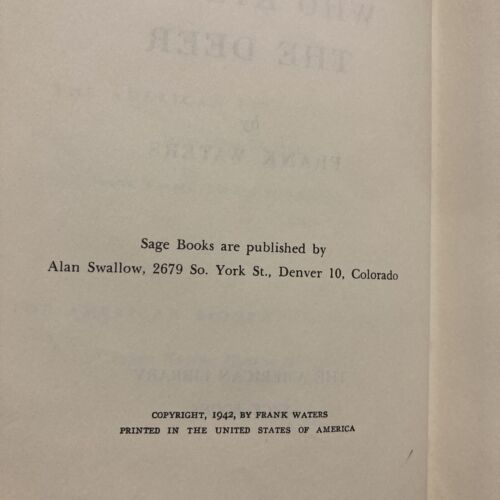 Sage Books are published by
Alan Swallow, 2679 So. York St., Denver 10, Colorado
COPYRIGHT, 1942, BY FRANK WATERS
PRINTED IN THE UNITED STATES OF AMERICA